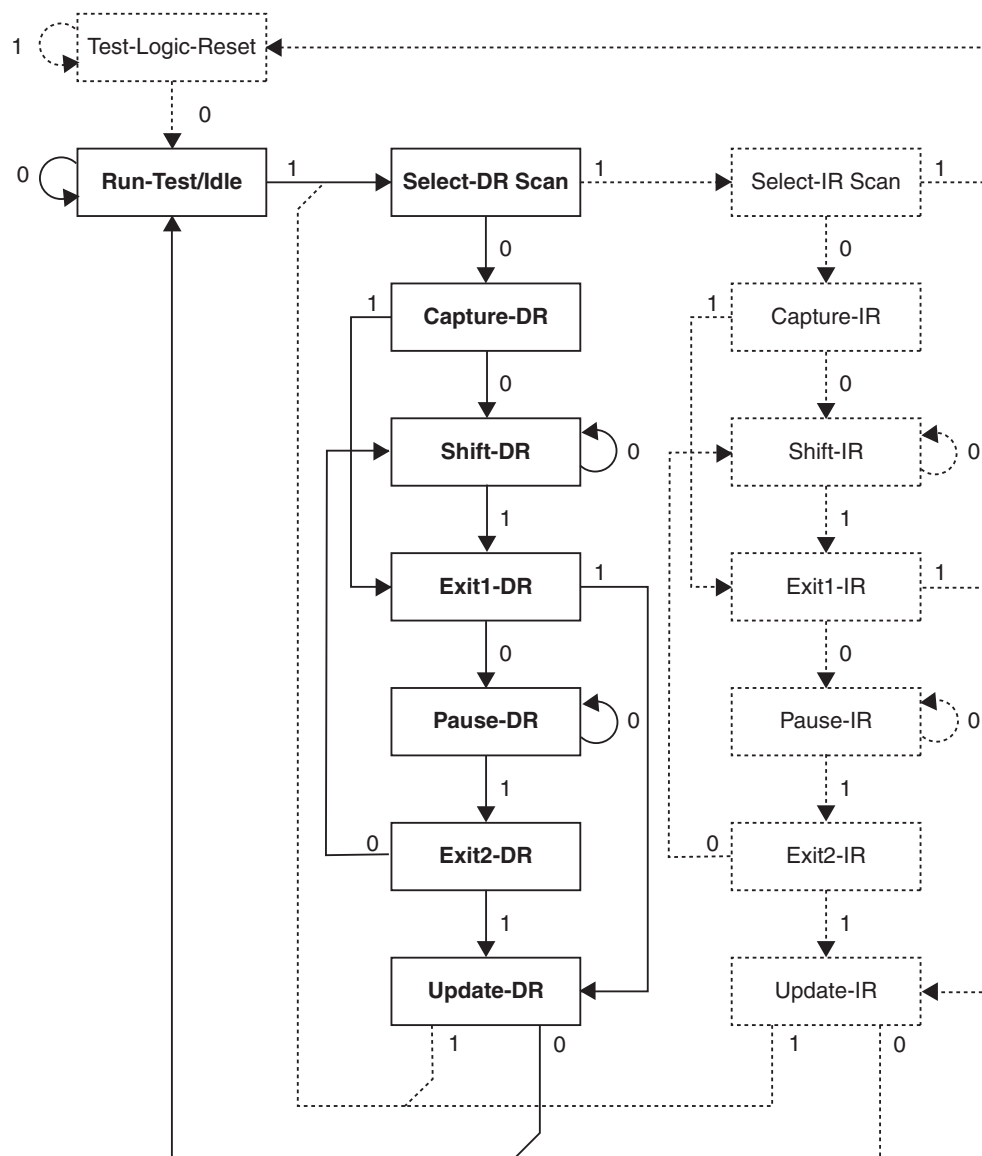 1 Test-Logic-Reset
0
0 Run-Test/Idle 1 Select-DR Scan 1 Select-IR Scan 1
0 0
1 Capture-DR 1 Capture-IR
0 0
Shift-DR 0 Shift-IR 0
1 1
Exit1-DR 1 Exit1-IR 1
0 0
Pause-DR 0 Pause-IR 0
1 1
0 Exit2-DR 0 Exit2-IR
1 1
Update-DR Update-IR
1 0 1 0